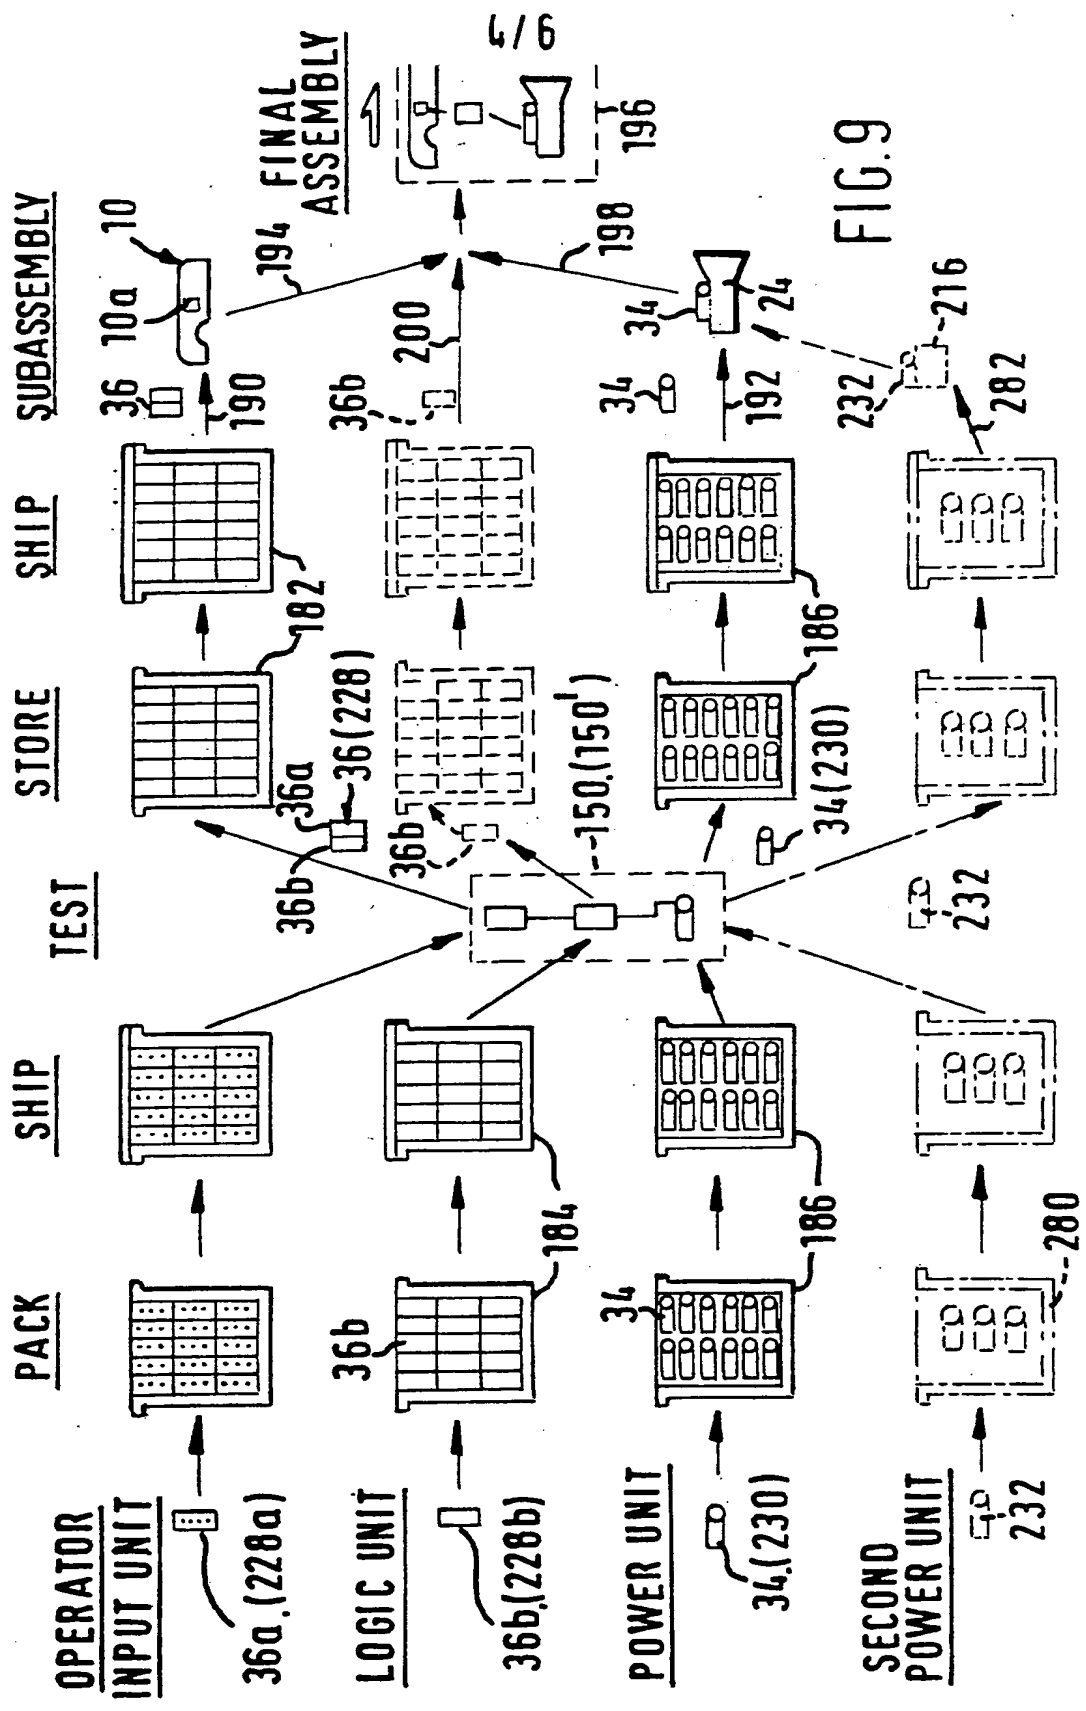 PACK
SHIP
TEST
STORE
SHIP
SUBASSEMBLY
FINAL
ASSEMBLY
9/η
OPERATOR
INPUT UNIT
36a,(228a)
36b
36a
36(228)
182
36
190
10a
10
194
LOGIC UNIT
36b,(228b)
36b
184
36b
150,(150')
36b
200
198
196
POWER UNIT
34,(230)
34
186
34(230)
186
34
192
34
24
SECOND
POWER UNIT
232
280
232
232
282
216
FIG.9